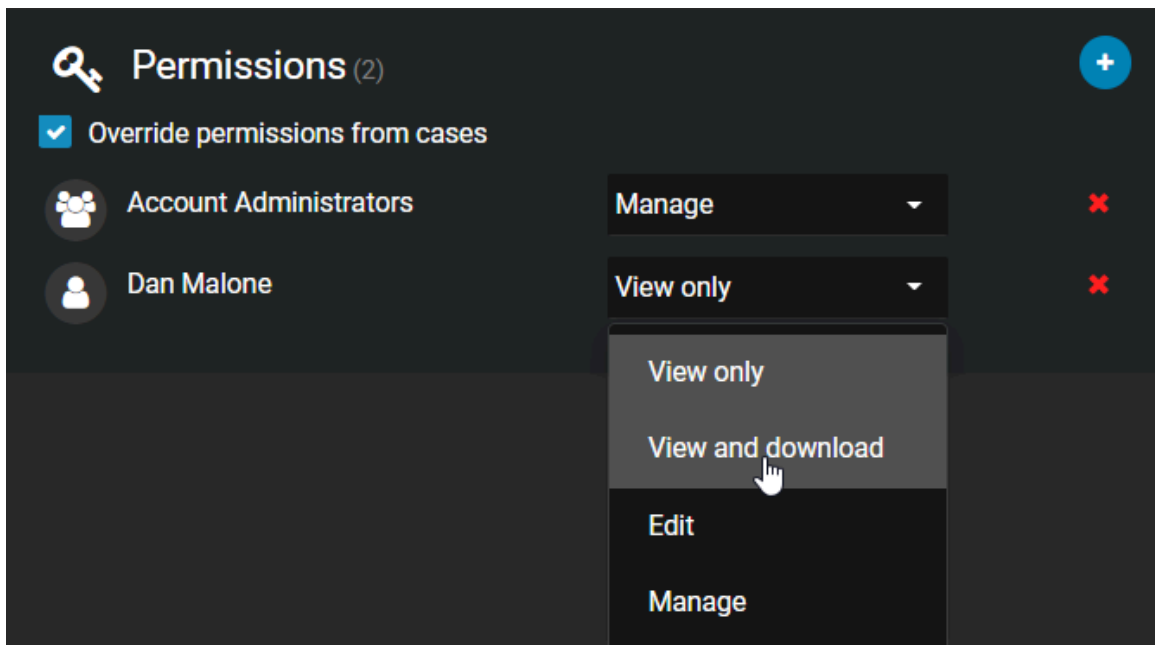 Permissions (2)
Override permissions from cases
Account Administrators Manage
Dan Malone View only
View only
View and download
Edit
Manage